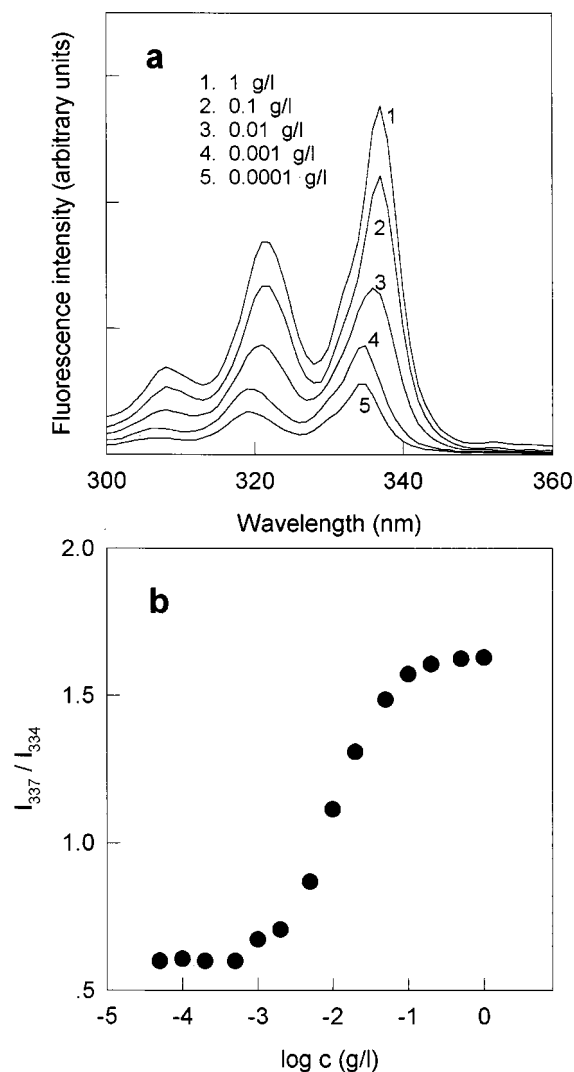 a
1. 1 g/l
2. 0.1 g/l
3. 0.01 g/l
4. 0.001 g/l
5. 0.0001 g/l
1
2
3
4
5
Fluorescence intensity (arbitrary units)
300 320 340 360
Wavelength (nm)
b
2.0
1.5
1.0
.5
I337 / I334
-5 -4 -3 -2 -1 0
log c (g/l)